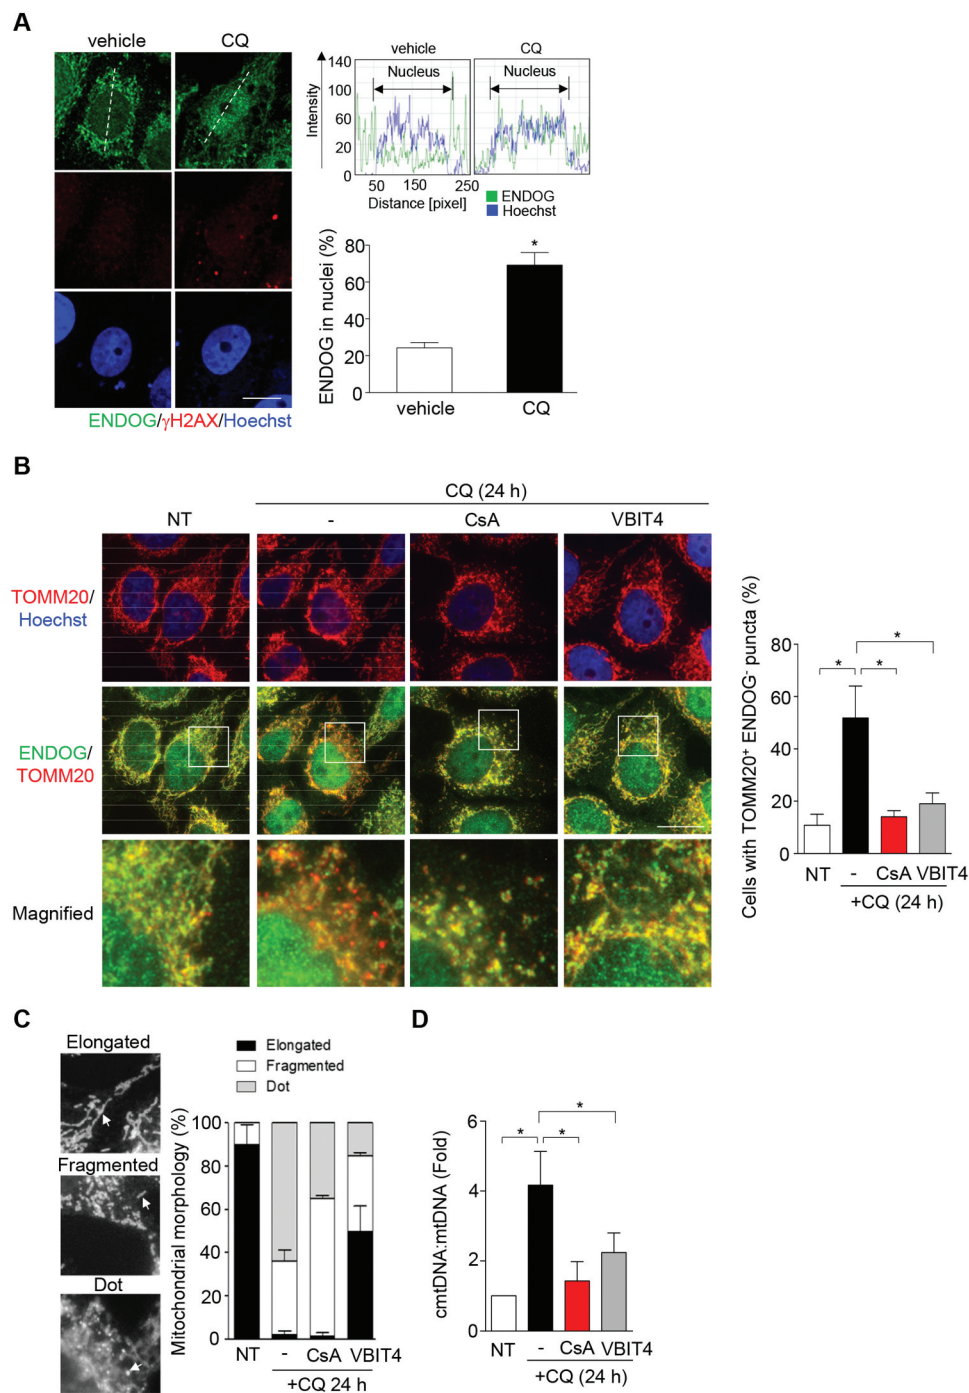 A
vehicle CQ
ENDOG/γH2AX/Hoechst
vehicle CQ
Nucleus Nucleus
Intensity
140
100
60
20
0
50 150 250
Distance [pixel]
ENDOG
Hoechst
ENDOG in nuclei (%)
80
60
40
20
0
*
vehicle CQ
B
CQ (24 h)
NT - CsA VBIT4
TOMM20/
Hoechst
ENDOG/
TOMM20
Magnified
Cells with TOMM20⁺ ENDOG⁻ puncta (%)
80
60
40
20
0
*
* *
NT - CsA VBIT4
+CQ (24 h)
C
Elongated
Fragmented
Dot
Elongated
Fragmented
Dot
Mitochondrial morphology (%)
100
80
60
40
20
0
NT - CsA VBIT4
+CQ 24 h
D
cmtDNA:mtDNA (Fold)
6
4
2
0
*
* *
NT - CsA VBIT4
+CQ (24 h)